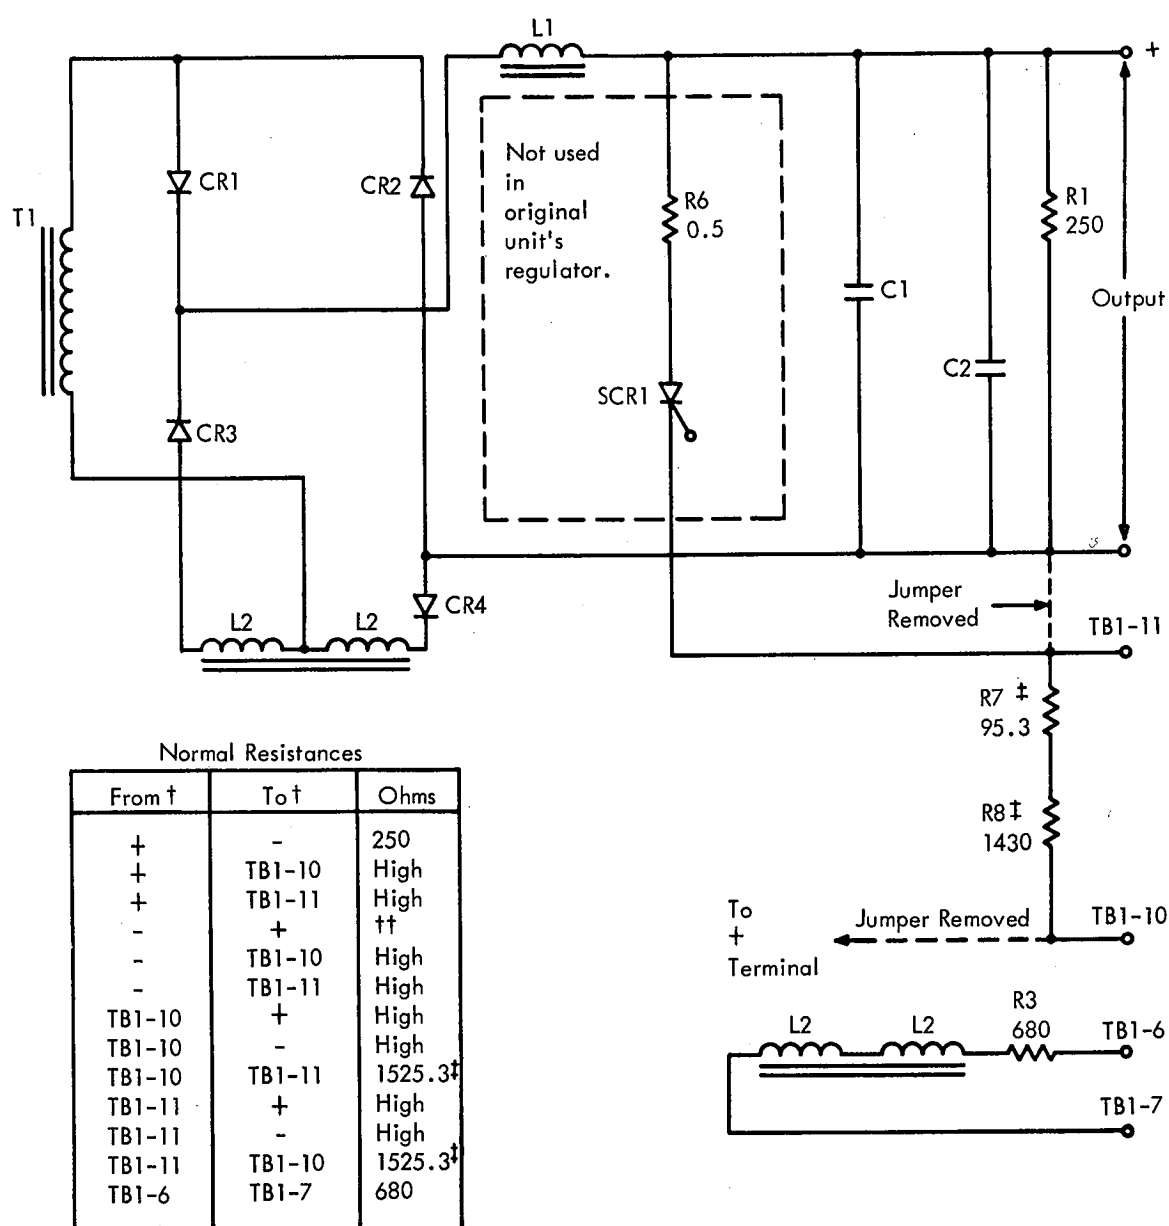 L1
+
Not used
in
original
unit's
regulator.
T1
CR1
CR2
R6
0.5
R1
250
C1
Output
C2
SCR1
CR3
CR4
L2
L2
Jumper
Removed
TB1-11
R7 ‡
95.3
R8‡
1430
To
+
Terminal
Jumper Removed
TB1-10
R3
680
L2
L2
TB1-6
TB1-7
Normal Resistances
From † To † Ohms
+ - 250
+ TB1-10 High
+ TB1-11 High
- + ††
- TB1-10 High
- TB1-11 High
TB1-10 + High
TB1-10 - High
TB1-10 TB1-11 1525.3‡
TB1-11 + High
TB1-11 - High
TB1-11 TB1-10 1525.3‡
TB1-6 TB1-7 680